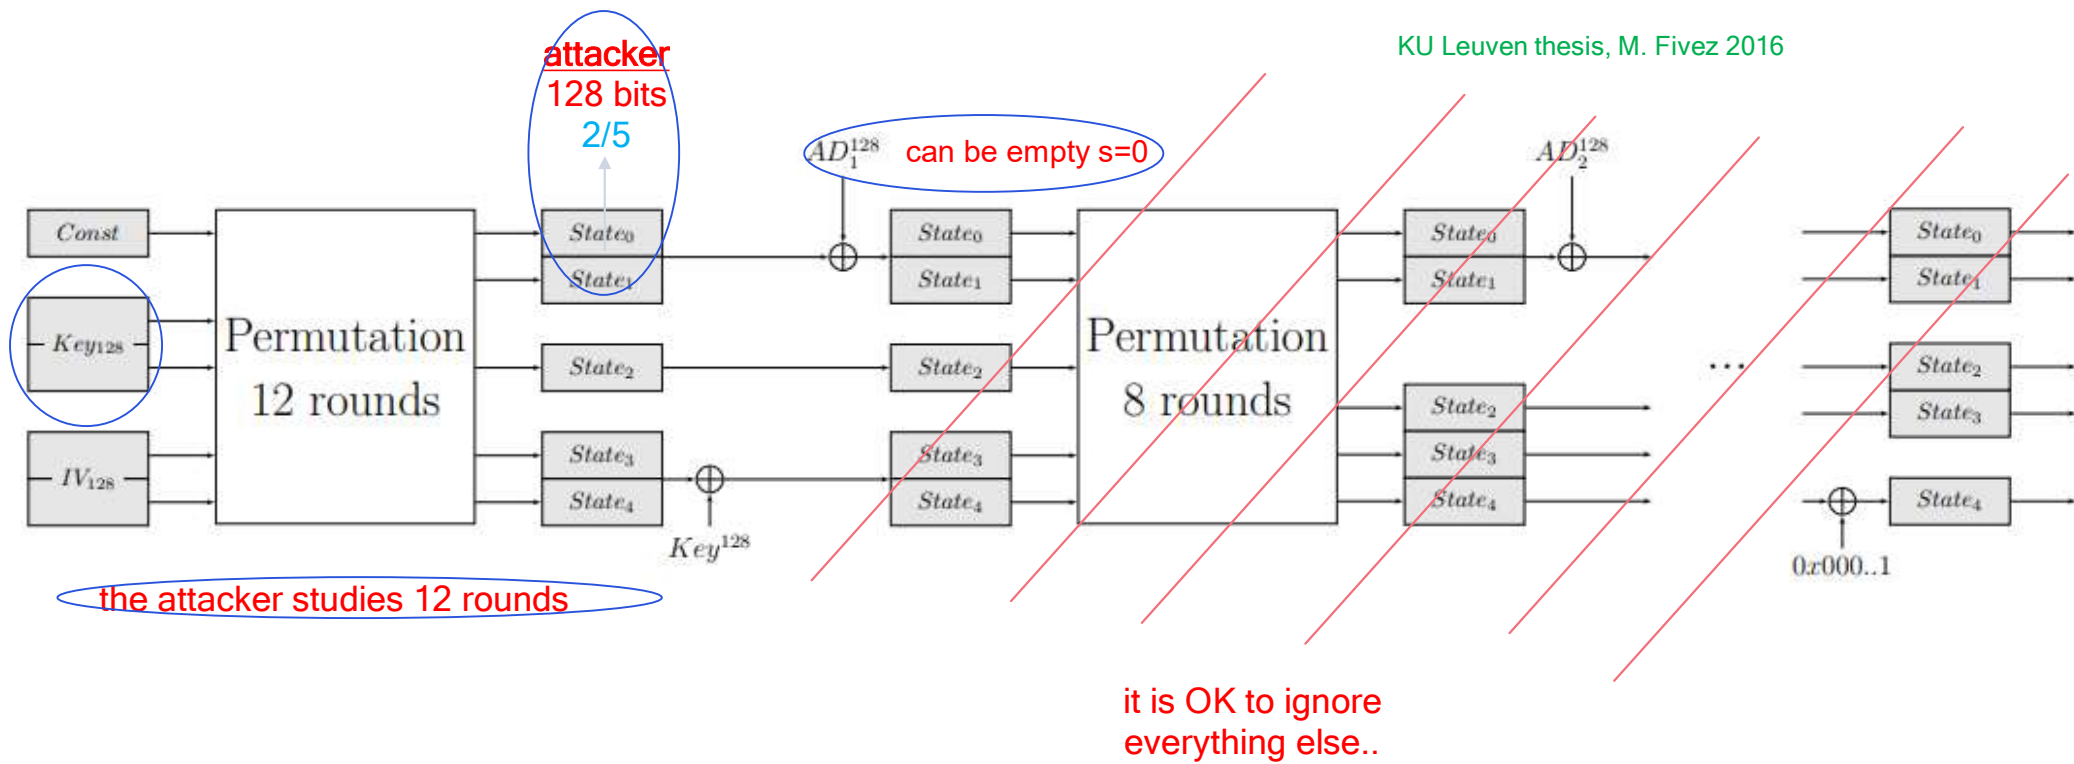 KU Leuven thesis, M. Fivez 2016
attacker
128 bits
2/5
AD₁¹²⁸ can be empty s=0
AD₂¹²⁸
Const
Key₁₂₈
IV₁₂₈
Permutation
12 rounds
State₀
State₁
State₂
State₃
State₄
Key¹²⁸
State₀
State₁
State₂
State₃
State₄
Permutation
8 rounds
State₀
State₁
State₂
State₃
State₄
...
0x000..1
State₀
State₁
State₂
State₃
State₄
the attacker studies 12 rounds
it is OK to ignore
everything else..